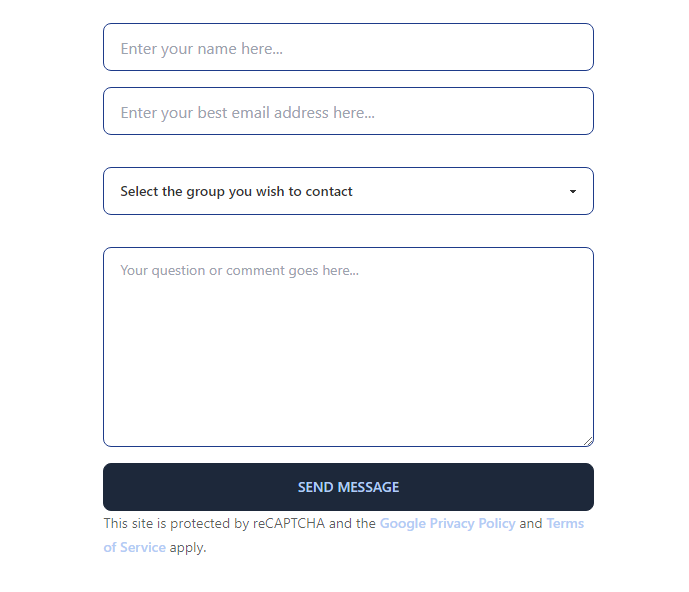 Enter your name here...
Enter your best email address here...
Select the group you wish to contact
Your question or comment goes here...
SEND MESSAGE
This site is protected by reCAPTCHA and the Google Privacy Policy and Terms
of Service apply.